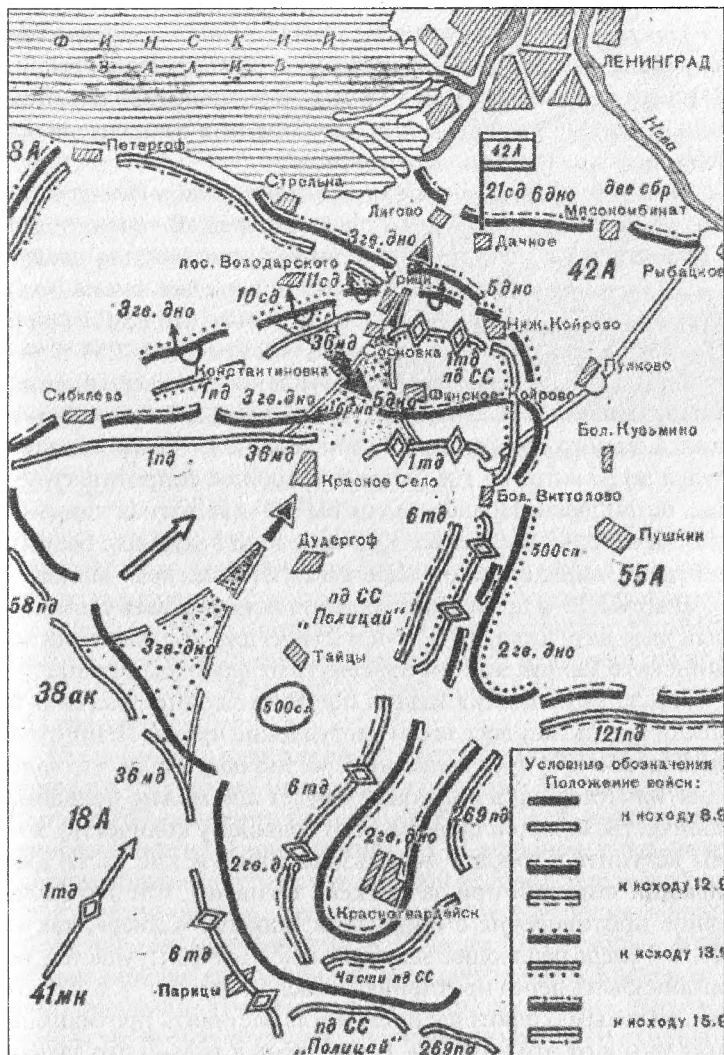 ФИНСКИЙ
ЗАЛИВ
ЛЕНИНГРАД
Нева
8А
Петергоф
42А
Стрельна
21сд 6дно две сбр
Лигово
Мясокомбинат
3гв.дно
Дачное
42А
Рыбацкое
пос. Володарского
11сд
Урицк
5дно
10сд
3гв.дно
36мд
Ниж. Койрово
Сосновка
1тд
пд СС
Константиновка
Пулково
Финское Койрово
1пд
3гв.дно
5дно
Сибилево
Бол. Кузьмино
1пд
36мд
1тд
Красное Село
Бол. Виттолово
6тд
Дудергоф
Пушкин
500сп
58пд
пд СС
„Полицай“
55А
3гв.дно
2гв.дно
Тайцы
38ак
500сп
121пд
36мд
6тд
18А
2гв.дно
269пд
2гв.дно
1тд
Красногвардейск
6тд
Части пд СС
Парицы
41мк
пд СС
„Полицай“
269пд
Условные обозначения
Положение войск:
к исходу 8.9
к исходу 12.9
к исходу 13.9
к исходу 15.9